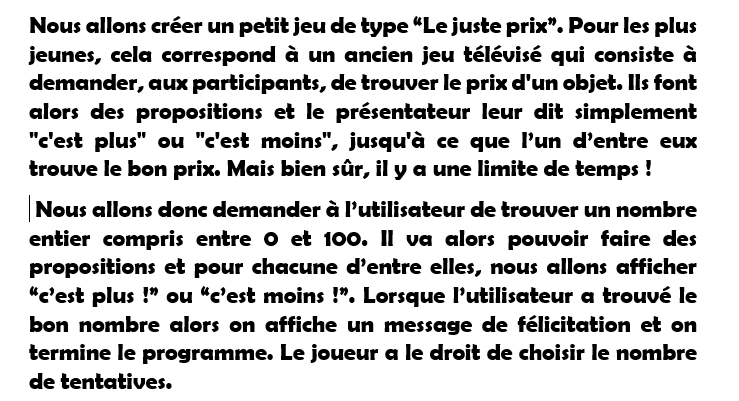 Nous allons créer un petit jeu de type “Le juste prix”. Pour les plus
jeunes, cela correspond à un ancien jeu télévisé qui consiste à
demander, aux participants, de trouver le prix d'un objet. Ils font
alors des propositions et le présentateur leur dit simplement
"c'est plus" ou "c'est moins", jusqu'à ce que l’un d’entre eux
trouve le bon prix. Mais bien sûr, il y a une limite de temps !
Nous allons donc demander à l’utilisateur de trouver un nombre
entier compris entre 0 et 100. Il va alors pouvoir faire des
propositions et pour chacune d’entre elles, nous allons afficher
“c’est plus !” ou “c’est moins !”. Lorsque l’utilisateur a trouvé le
bon nombre alors on affiche un message de félicitation et on
termine le programme. Le joueur a le droit de choisir le nombre
de tentatives.